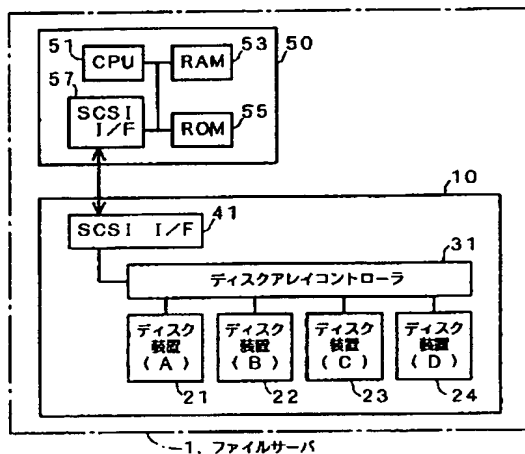 51
CPU
RAM
53
50
57
SCSI
I/F
ROM
55
10
SCSI I/F
41
31
ディスクアレイコントローラ
ディスク
装置
(A)
ディスク
装置
(B)
ディスク
装置
(C)
ディスク
装置
(D)
21
22
23
24
1. ファイルサーバ